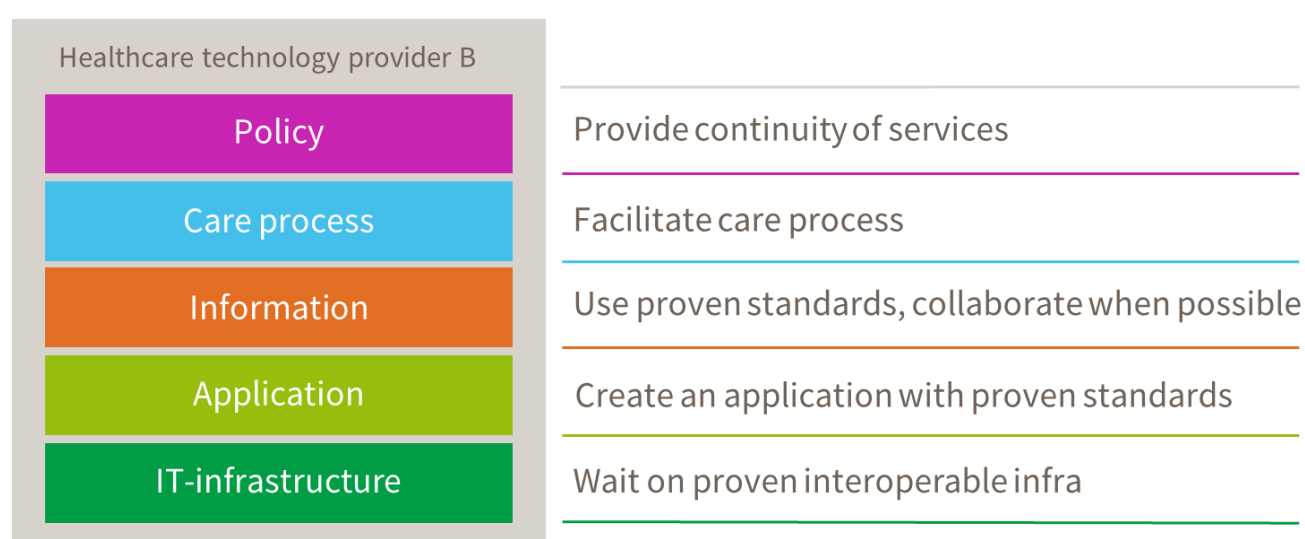 Healthcare technology provider B
Policy
Provide continuity of services
Care process
Facilitate care process
Information
Use proven standards, collaborate when possible
Application
Create an application with proven standards
IT-infrastructure
Wait on proven interoperable infra